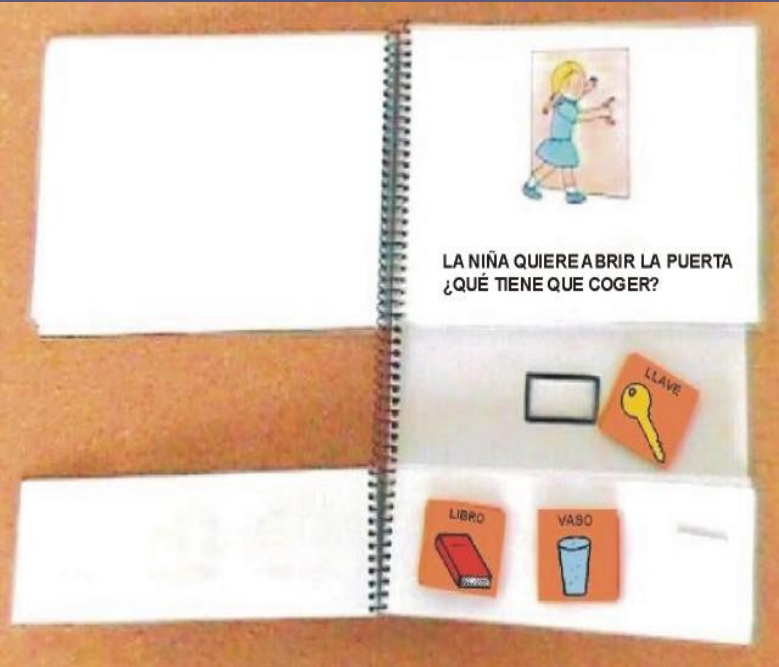 LA NIÑA QUIERE ABRIR LA PUERTA
¿QUÉ TIENE QUE COGER?
LLAVE
LIBRO
VASO